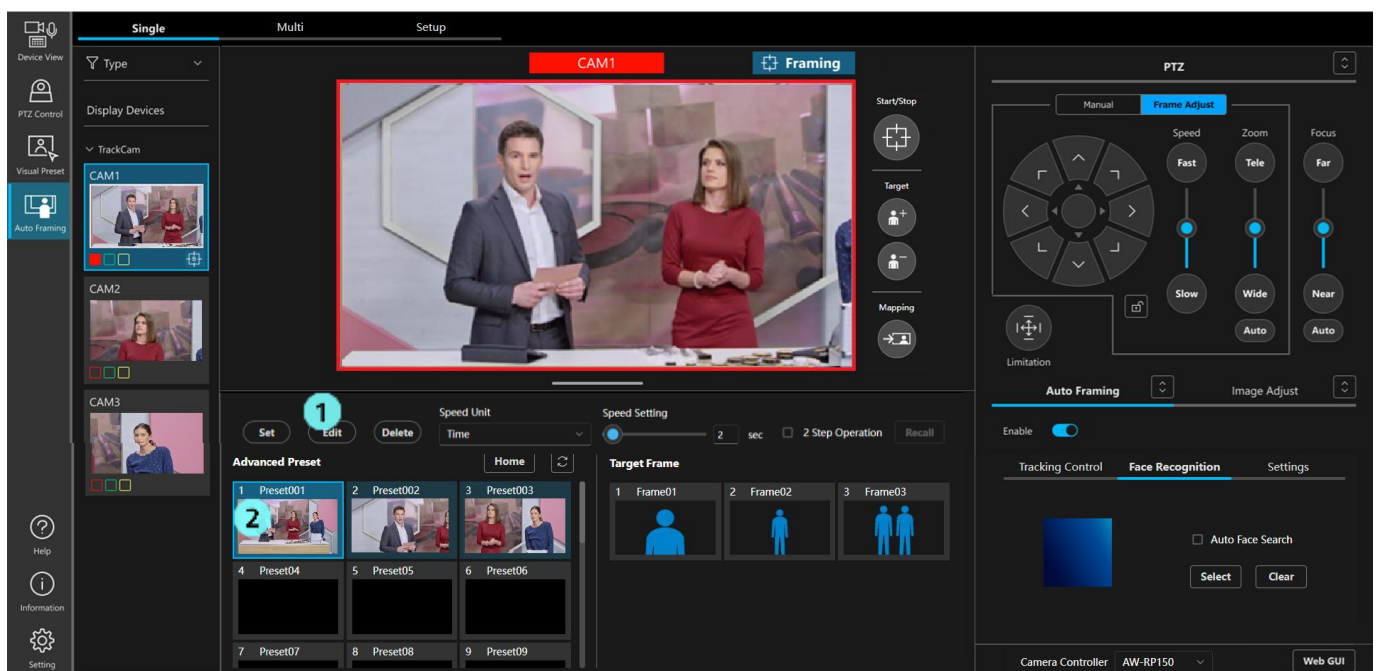 Single
Multi
Setup
Device View
PTZ Control
Visual Preset
Auto Framing
Help
Information
Setting
Type
Display Devices
TrackCam
CAM1
CAM2
CAM3
CAM1
Framing
Start/Stop
Target
Mapping
1
Set
Edit
Delete
Speed Unit
Time
Speed Setting
2 sec
2 Step Operation
Recall
Advanced Preset
Home
1 Preset001
2 Preset002
3 Preset003
2
4 Preset04
5 Preset05
6 Preset06
7 Preset07
8 Preset08
9 Preset09
Target Frame
1 Frame01
2 Frame02
3 Frame03
PTZ
Manual
Frame Adjust
Speed
Zoom
Focus
Fast
Tele
Far
Slow
Wide
Near
Auto
Auto
Limitation
Auto Framing
Image Adjust
Enable
Tracking Control
Face Recognition
Settings
Auto Face Search
Select
Clear
Camera Controller
AW-RP150
Web GUI